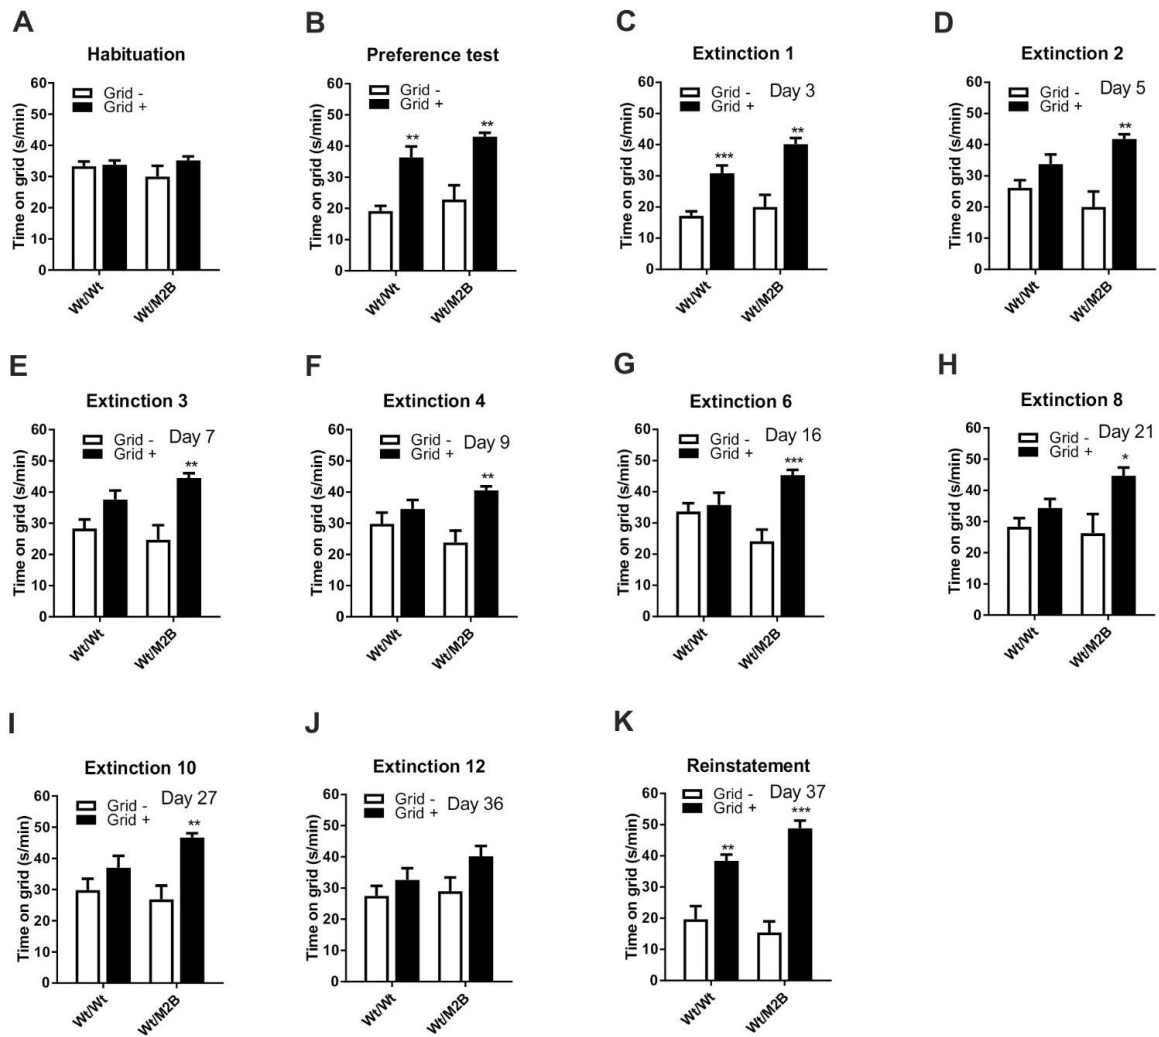 A
Habituation
Time on grid (s/min)
60
50
40
30
20
10
0
Grid -
Grid +
Wt/Wt
Wt/M2B
B
Preference test
Time on grid (s/min)
60
50
40
30
20
10
0
Grid -
Grid +
**
**
Wt/Wt
Wt/M2B
C
Extinction 1
Time on grid (s/min)
60
50
40
30
20
10
0
Grid -
Grid +
Day 3
***
**
Wt/Wt
Wt/M2B
D
Extinction 2
Time on grid (s/min)
60
50
40
30
20
10
0
Grid -
Grid +
Day 5
**
Wt/Wt
Wt/M2B
E
Extinction 3
Time on grid (s/min)
60
50
40
30
20
10
0
Grid -
Grid +
Day 7
**
Wt/Wt
Wt/M2B
F
Extinction 4
Time on grid (s/min)
60
50
40
30
20
10
0
Grid -
Grid +
Day 9
**
Wt/Wt
Wt/M2B
G
Extinction 6
Time on grid (s/min)
60
50
40
30
20
10
0
Grid -
Grid +
Day 16
***
Wt/Wt
Wt/M2B
H
Extinction 8
Time on grid (s/min)
60
50
40
30
20
10
0
Grid -
Grid +
Day 21
*
Wt/Wt
Wt/M2B
I
Extinction 10
Time on grid (s/min)
60
50
40
30
20
10
0
Grid -
Grid +
Day 27
**
Wt/Wt
Wt/M2B
J
Extinction 12
Time on grid (s/min)
60
50
40
30
20
10
0
Grid -
Grid +
Day 36
Wt/Wt
Wt/M2B
K
Reinstatement
Time on grid (s/min)
60
50
40
30
20
10
0
Grid -
Grid +
Day 37
**
***
Wt/Wt
Wt/M2B